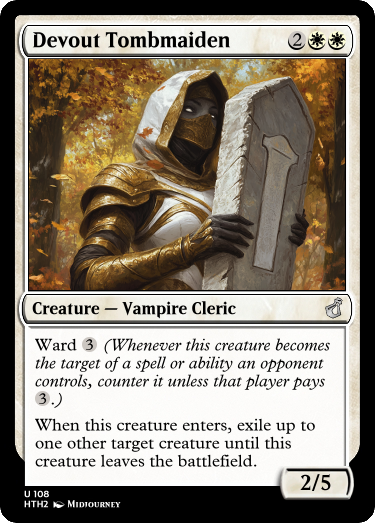 Devout Tombmaiden 2
Creature — Vampire Cleric
Ward 3 (Whenever this creature becomes
the target of a spell or ability an opponent
controls, counter it unless that player pays
3.)
When this creature enters, exile up to
one other target creature until this
creature leaves the battlefield.
2/5
U 108
HTH2 Midjourney